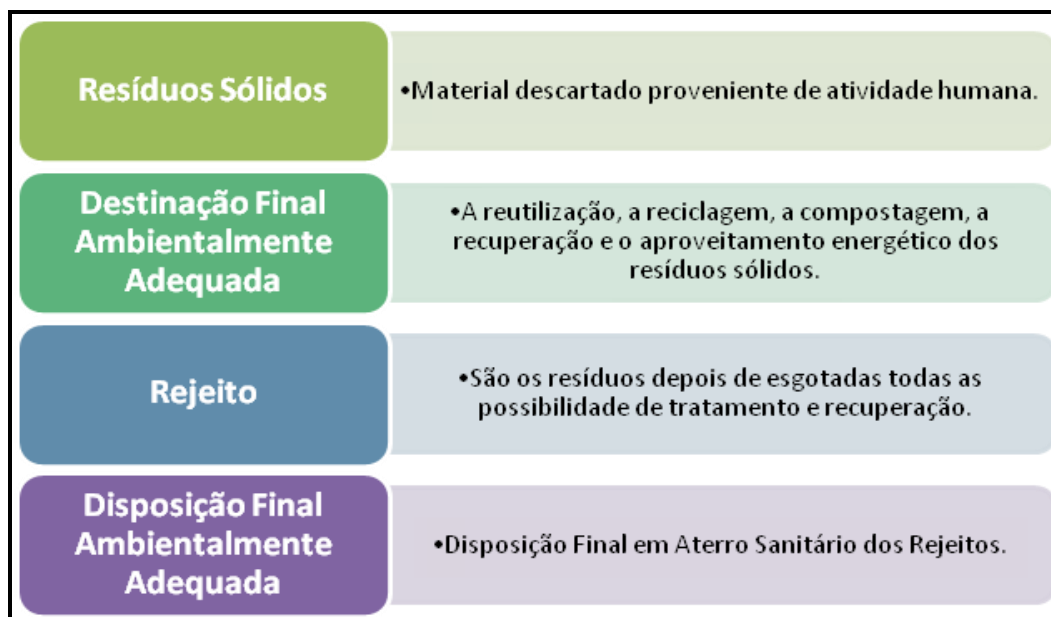 Resíduos Sólidos
•Material descartado proveniente de atividade humana.
Destinação Final
Ambientalmente
Adequada
•A reutilização, a reciclagem, a compostagem, a
recuperação e o aproveitamento energético dos
resíduos sólidos.
Rejeito
•São os resíduos depois de esgotadas todas as
possibilidade de tratamento e recuperação.
Disposição Final
Ambientalmente
Adequada
•Disposição Final em Aterro Sanitário dos Rejeitos.